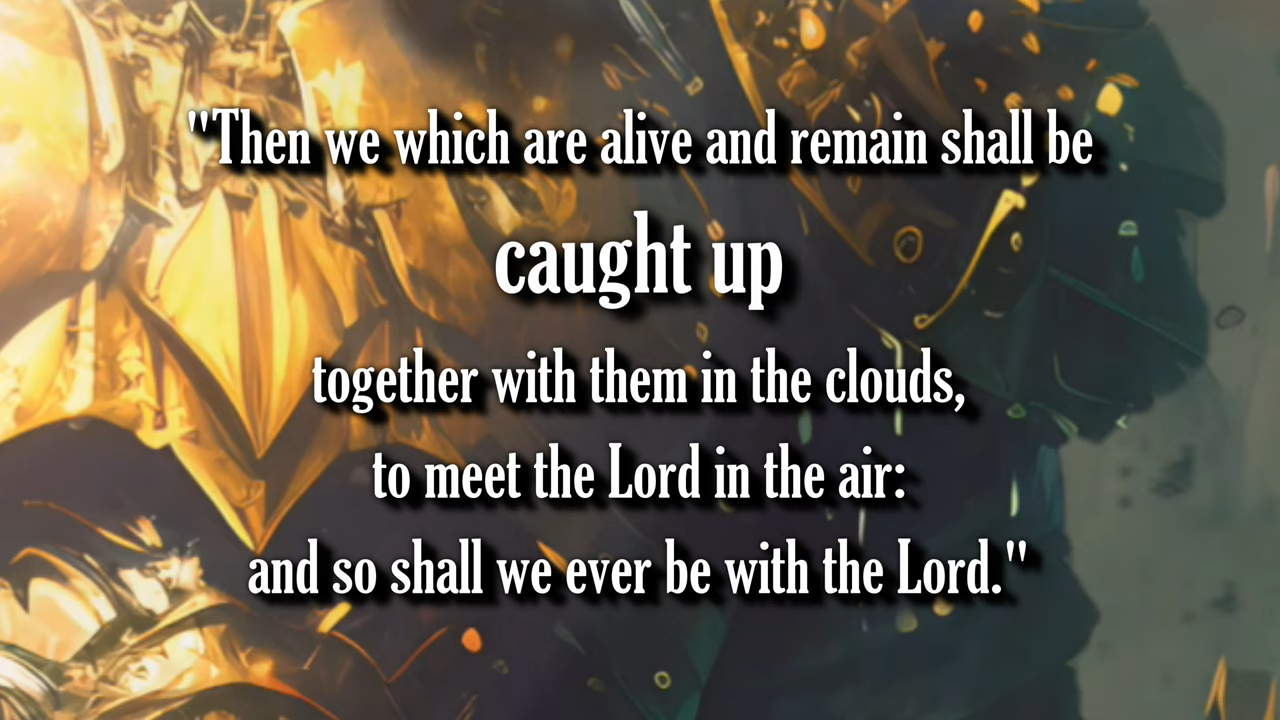 "Then we which are alive and remain shall be
caught up
together with them in the clouds,
to meet the Lord in the air:
and so shall we ever be with the Lord."